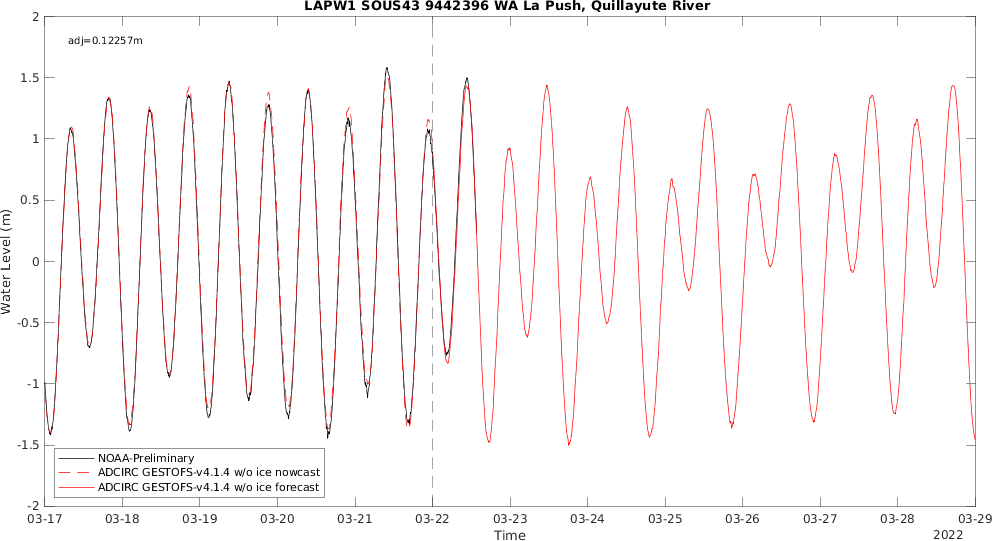 LAPW1 SOUS43 9442396 WA La Push, Quillayute River
adj=0.12257m
2
1.5
1
0.5
0
-0.5
-1
-1.5
-2
Water Level (m)
NOAA-Preliminary
ADCIRC GESTOFS-v4.1.4 w/o ice nowcast
ADCIRC GESTOFS-v4.1.4 w/o ice forecast
03-17 03-18 03-19 03-20 03-21 03-22 03-23 03-24 03-25 03-26 03-27 03-28 03-29
Time
2022